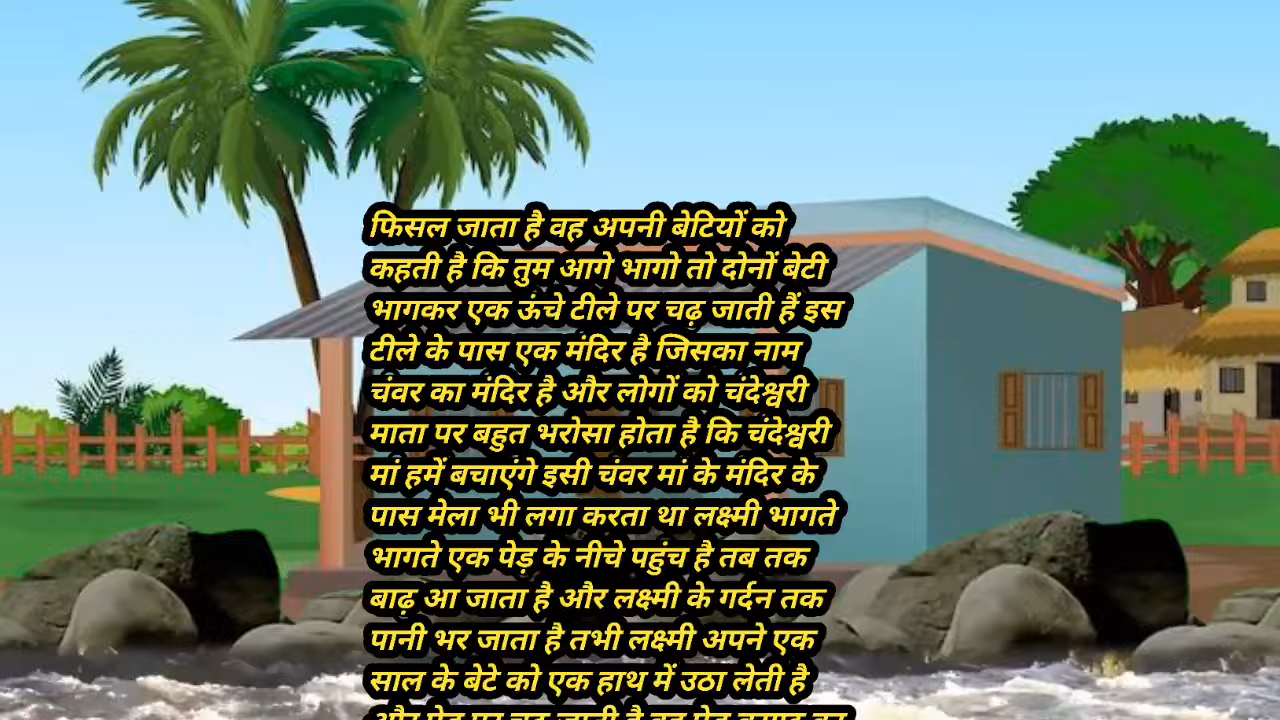 फिसल जाता है वह अपनी बेटियों को
कहती है कि तुम आगे भागो तो दोनों बेटी
भागकर एक ऊंचे टीले पर चढ़ जाती हैं इस
टीले के पास एक मंदिर है जिसका नाम
चंवर का मंदिर है और लोगों को चंदेश्वरी
माता पर बहुत भरोसा होता है कि चंदेश्वरी
मां हमें बचाएंगे इसी चंवर मां के मंदिर के
पास मेला भी लगा करता था लक्ष्मी भागते
भागते एक पेड़ के नीचे पहुंच है तब तक
बाढ़ आ जाता है और लक्ष्मी के गर्दन तक
पानी भर जाता है तभी लक्ष्मी अपने एक
साल के बेटे को एक हाथ में उठा लेती है